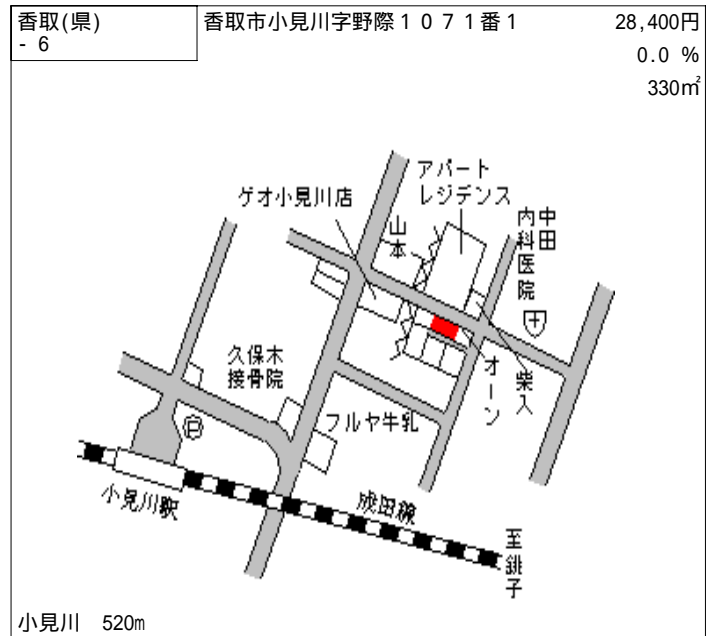 香取(県)
- 6
香取市小見川字野際１０７１番１
28,400円
0.0 %
330㎡
アパート
レジデンス
ゲオ小見川店
山本
中田
内科医院
久保木
接骨院
フルヤ牛乳
オーン
柴入
小見川駅
成田線
至銚子
小見川 520m